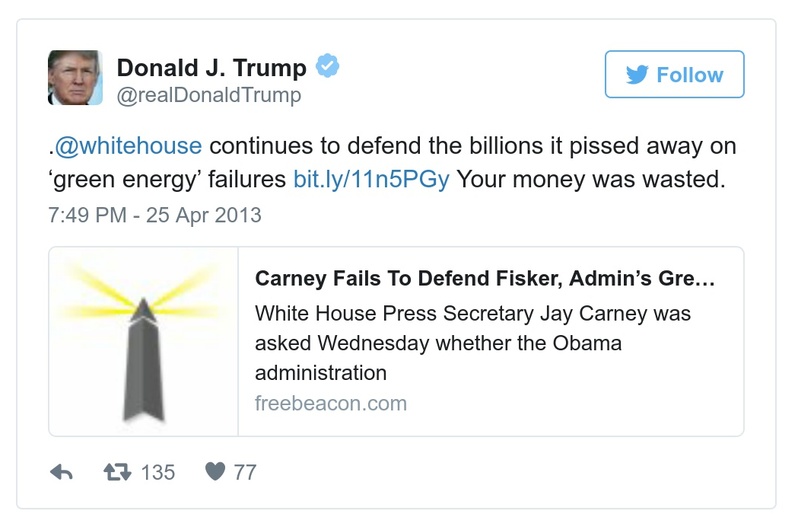 Donald J. Trump
@realDonaldTrump
Follow
.@whitehouse continues to defend the billions it pissed away on
‘green energy’ failures bit.ly/11n5PGy Your money was wasted.
7:49 PM - 25 Apr 2013
Carney Fails To Defend Fisker, Admin’s Gre...
White House Press Secretary Jay Carney was
asked Wednesday whether the Obama
administration
freebeacon.com
135 77